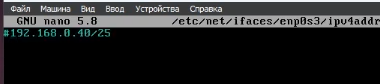 Файл Машина Вид Ввод Устройства Справка
GNU nano 5.8 /etc/net/ifaces/enp0s3/ipv4addr
#192.168.0.40/25